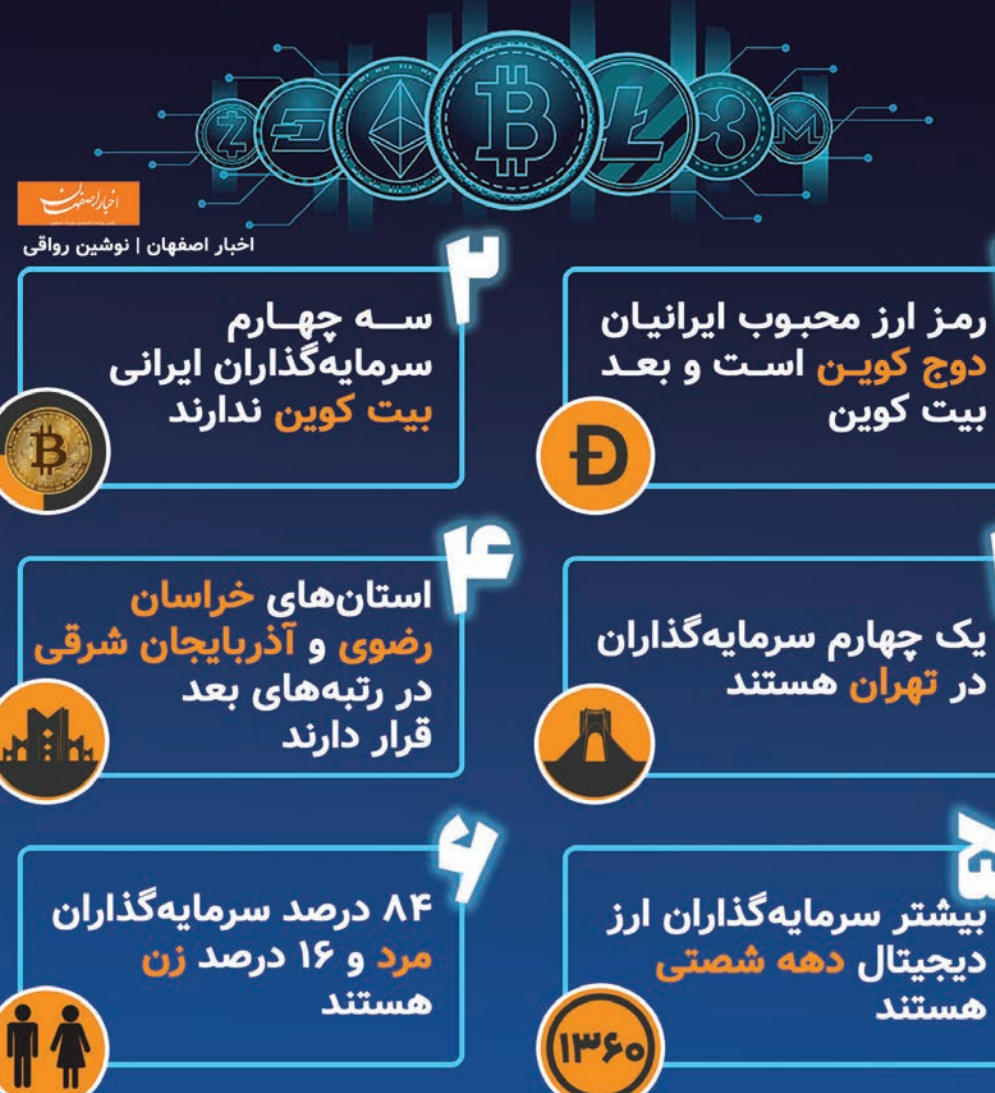 اخبار اصفهان
اخبار اصفهان | نوشین رواقی
رمز ارز محبوب ایرانیان
دوج کوین است و بعد
بیت کوین
۲
سه چهارم
سرمایه‌گذاران ایرانی
بیت کوین ندارند
یک چهارم سرمایه‌گذاران
در تهران هستند
۴
استان‌های خراسان
رضوی و آذربایجان شرقی
در رتبه‌های بعد
قرار دارند
۵
بیشتر سرمایه‌گذاران ارز
دیجیتال دهه شصتی
هستند
۱۳۶۰
۶
۸۴ درصد سرمایه‌گذاران
مرد و ۱۶ درصد زن
هستند